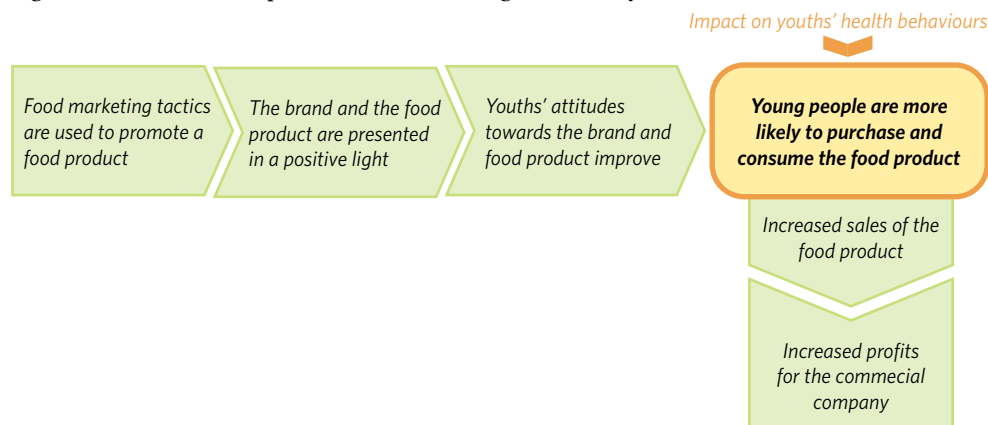 Impact on youths' health behaviours
Food marketing tactics
are used to promote a
food product
The brand and the food
product are presented
in a positive light
Youths' attitudes
towards the brand and
food product improve
Young people are more
likely to purchase and
consume the food product
Increased sales of the
food product
Increased profits
for the commecial
company